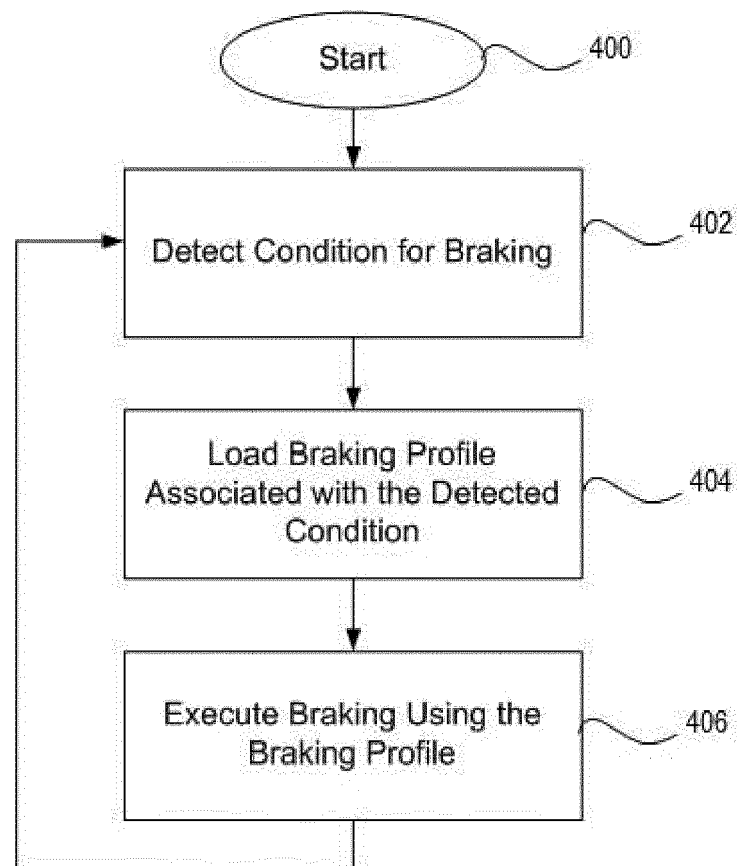 Start
400
Detect Condition for Braking
402
Load Braking Profile
Associated with the Detected
Condition
404
Execute Braking Using the
Braking Profile
406